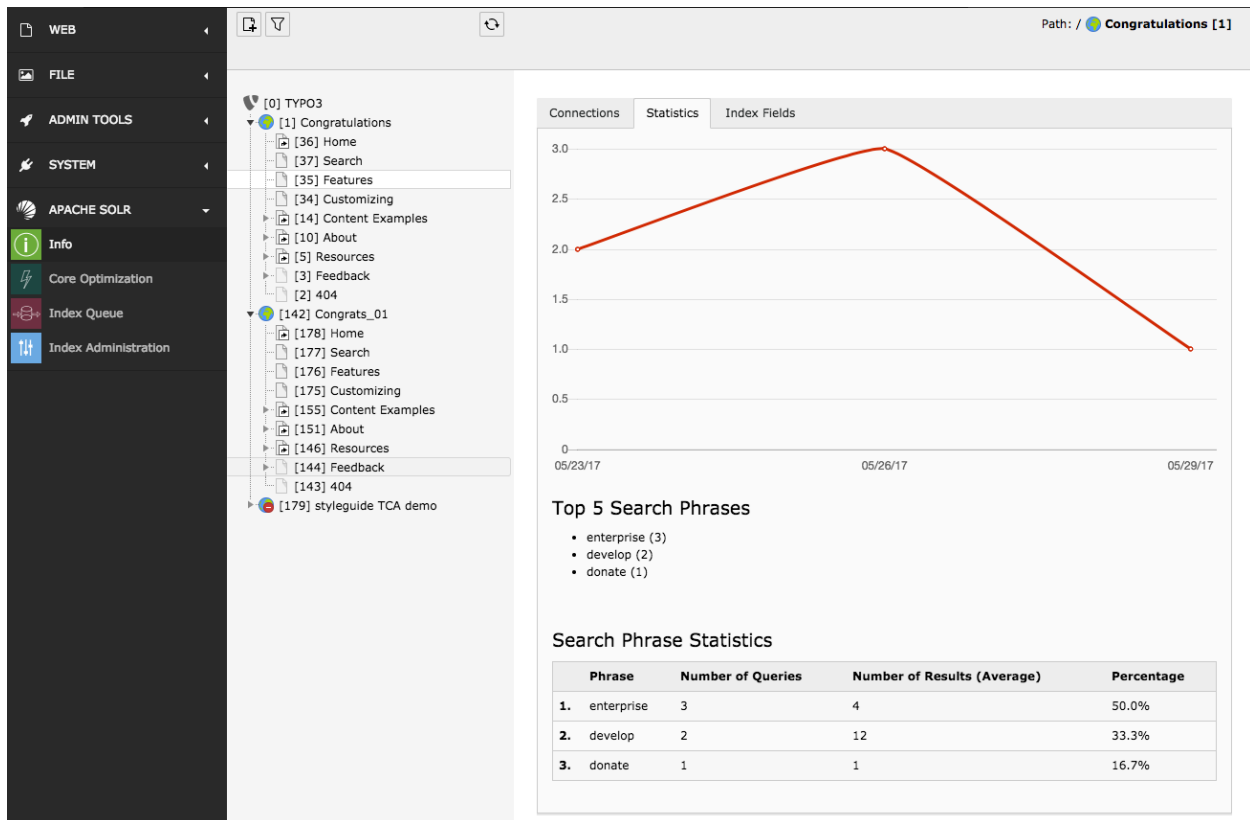 WEB
FILE
ADMIN TOOLS
SYSTEM
APACHE SOLR
Info
Core Optimization
Index Queue
Index Administration
[0] TYPO3
[1] Congratulations
[36] Home
[37] Search
[35] Features
[34] Customizing
[14] Content Examples
[10] About
[5] Resources
[3] Feedback
[2] 404
[142] Congrats_01
[178] Home
[177] Search
[176] Features
[175] Customizing
[155] Content Examples
[151] About
[146] Resources
[144] Feedback
[143] 404
[179] styleguide TCA demo
Path: / Congratulations [1]
Connections Statistics Index Fields
3.0
2.5
2.0
1.5
1.0
0.5
0
05/23/17 05/26/17 05/29/17
Top 5 Search Phrases
• enterprise (3)
• develop (2)
• donate (1)
Search Phrase Statistics
Phrase Number of Queries Number of Results (Average) Percentage
1. enterprise 3 4 50.0%
2. develop 2 12 33.3%
3. donate 1 1 16.7%